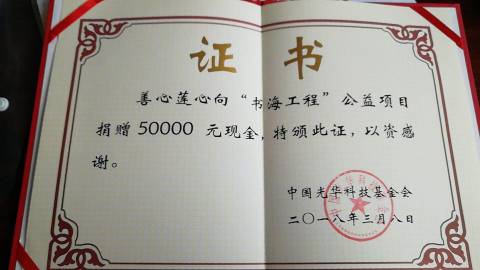 证书
善心莲心向“书海工程”公益项目
捐赠 50000 元现金，特颁此证，以资感
谢。
中国光华科技基金会
二〇一八年三月八日